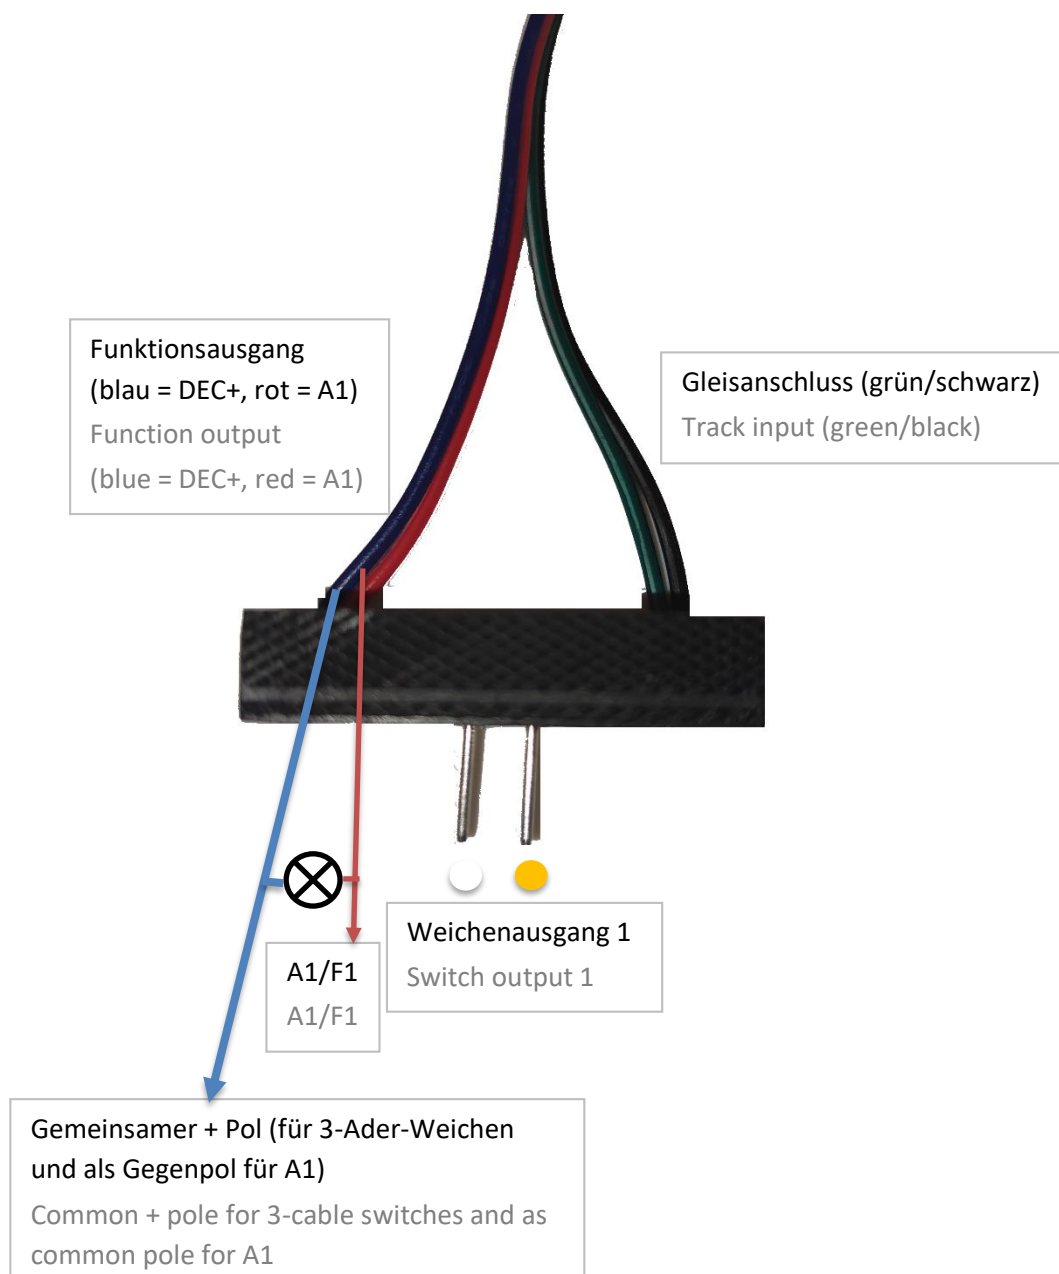 Funktionsausgang
(blau = DEC+, rot = A1)
Function output
(blue = DEC+, red = A1)
Gleisanschluss (grün/schwarz)
Track input (green/black)
Weichenausgang 1
Switch output 1
A1/F1
A1/F1
Gemeinsamer + Pol (für 3-Ader-Weichen
und als Gegenpol für A1)
Common + pole for 3-cable switches and as
common pole for A1